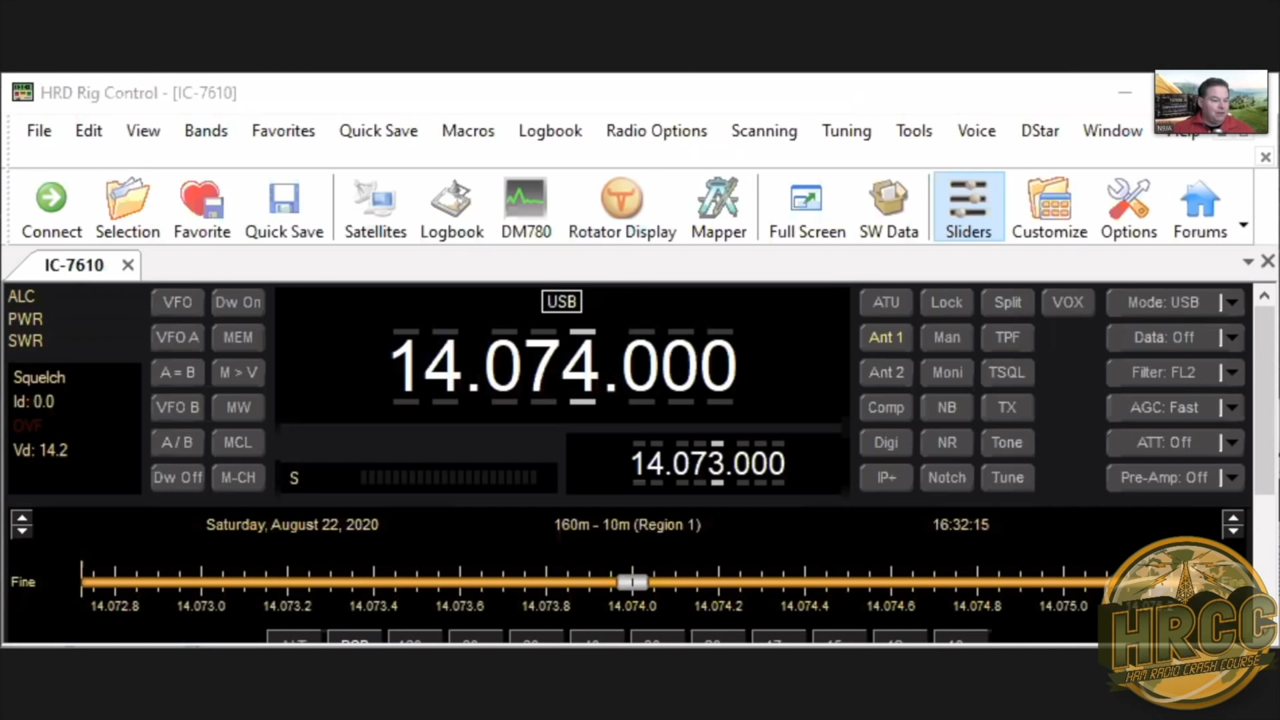 HRD Rig Control - [IC-7610]
File Edit View Bands Favorites Quick Save Macros Logbook Radio Options Scanning Tuning Tools Voice DStar Window Help
Connect Selection Favorite Quick Save Satellites Logbook DM780 Rotator Display Mapper Full Screen SW Data Sliders Customize Options Forums
IC-7610
ALC VFO Dw On USB ATU Lock Split VOX Mode: USB
PWR
SWR VFO A MEM 14.074.000 Ant 1 Man TPF Data: Off
Squelch A = B M > V Ant 2 Moni TSQL Filter: FL2
Id: 0.0 VFO B MW Comp NB TX AGC: Fast
OVF
Vd: 14.2 A / B MCL 14.073.000 Digi NR Tone ATT: Off
Dw Off M-CH S IP+ Notch Tune Pre-Amp: Off
Saturday, August 22, 2020 160m - 10m (Region 1) 16:32:15
Fine
14.072.8 14.073.0 14.073.2 14.073.4 14.073.6 14.073.8 14.074.0 14.074.2 14.074.4 14.074.6 14.074.8 14.075.0
HRCC
HAM RADIO CRASH COURSE